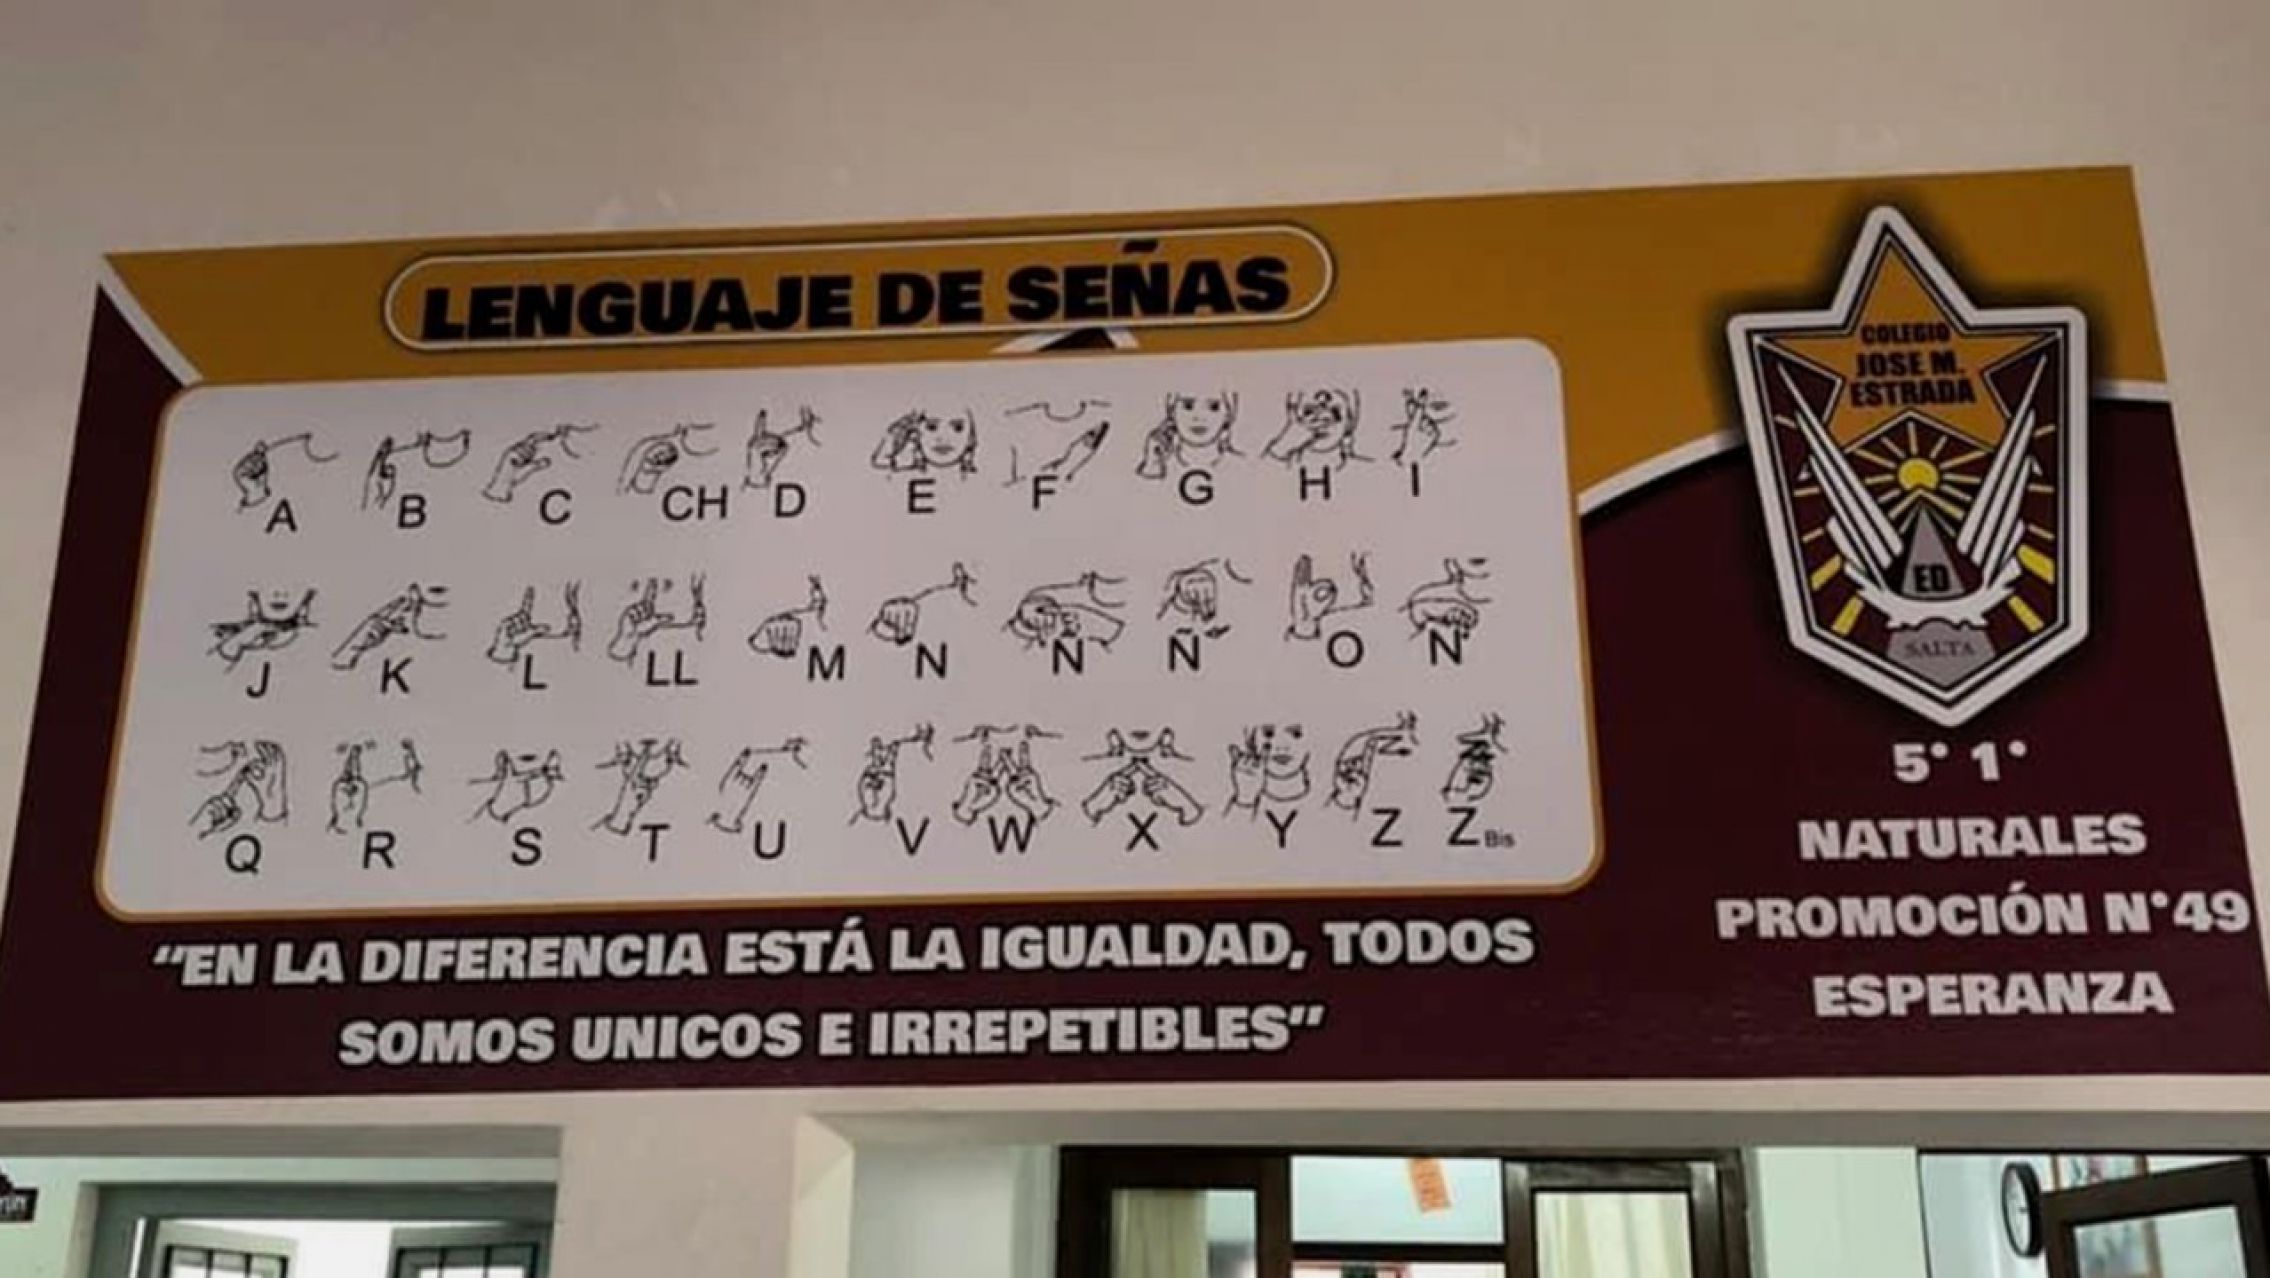 LENGUAJE DE SEÑAS
A B C CH D E F G H I
J K L LL M N Ñ Ñ O Ñ
Q R S T U V W X Y Z Z Bis
"EN LA DIFERENCIA ESTÁ LA IGUALDAD, TODOS
SOMOS UNICOS E IRREPETIBLES"
COLEGIO
JOSE M.
ESTRADA
ED
SALTA
5° 1°
NATURALES
PROMOCIÓN N°49
ESPERANZA